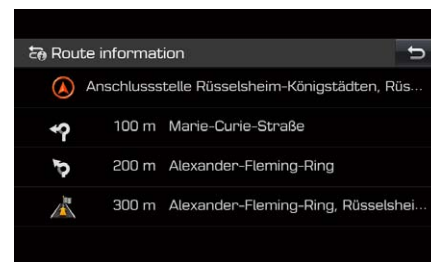 Route information
Anschlussstelle Rüsselsheim-Königstädten, Rüs...
100 m Marie-Curie-Straße
200 m Alexander-Fleming-Ring
300 m Alexander-Fleming-Ring, Rüsselshei...